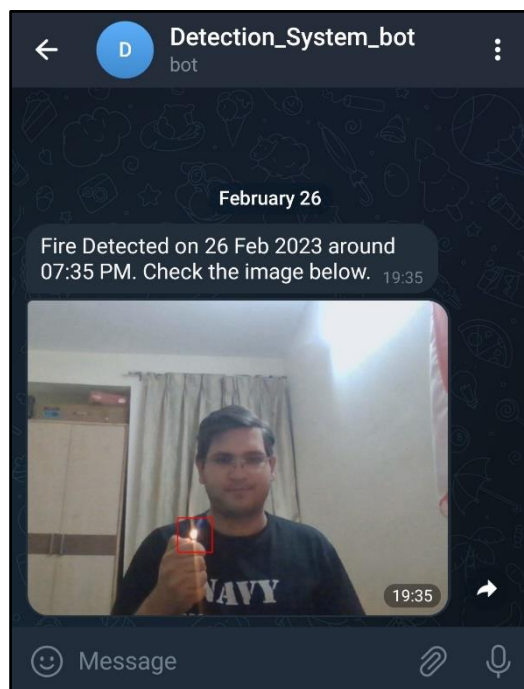 D
Detection_System_bot
bot
February 26
Fire Detected on 26 Feb 2023 around
07:35 PM. Check the image below. 19:35
NAVY
19:35
Message